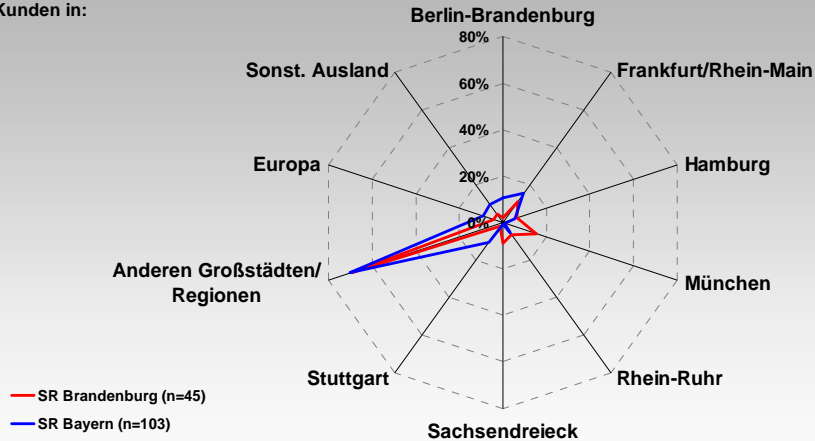 Kunden in:
Berlin-Brandenburg
80%
Sonst. Ausland
Frankfurt/Rhein-Main
60%
40%
Europa
Hamburg
20%
0%
Anderen Großstädten/
Regionen
München
Stuttgart
Rhein-Ruhr
Sachsendreieck
SR Brandenburg (n=45)
SR Bayern (n=103)